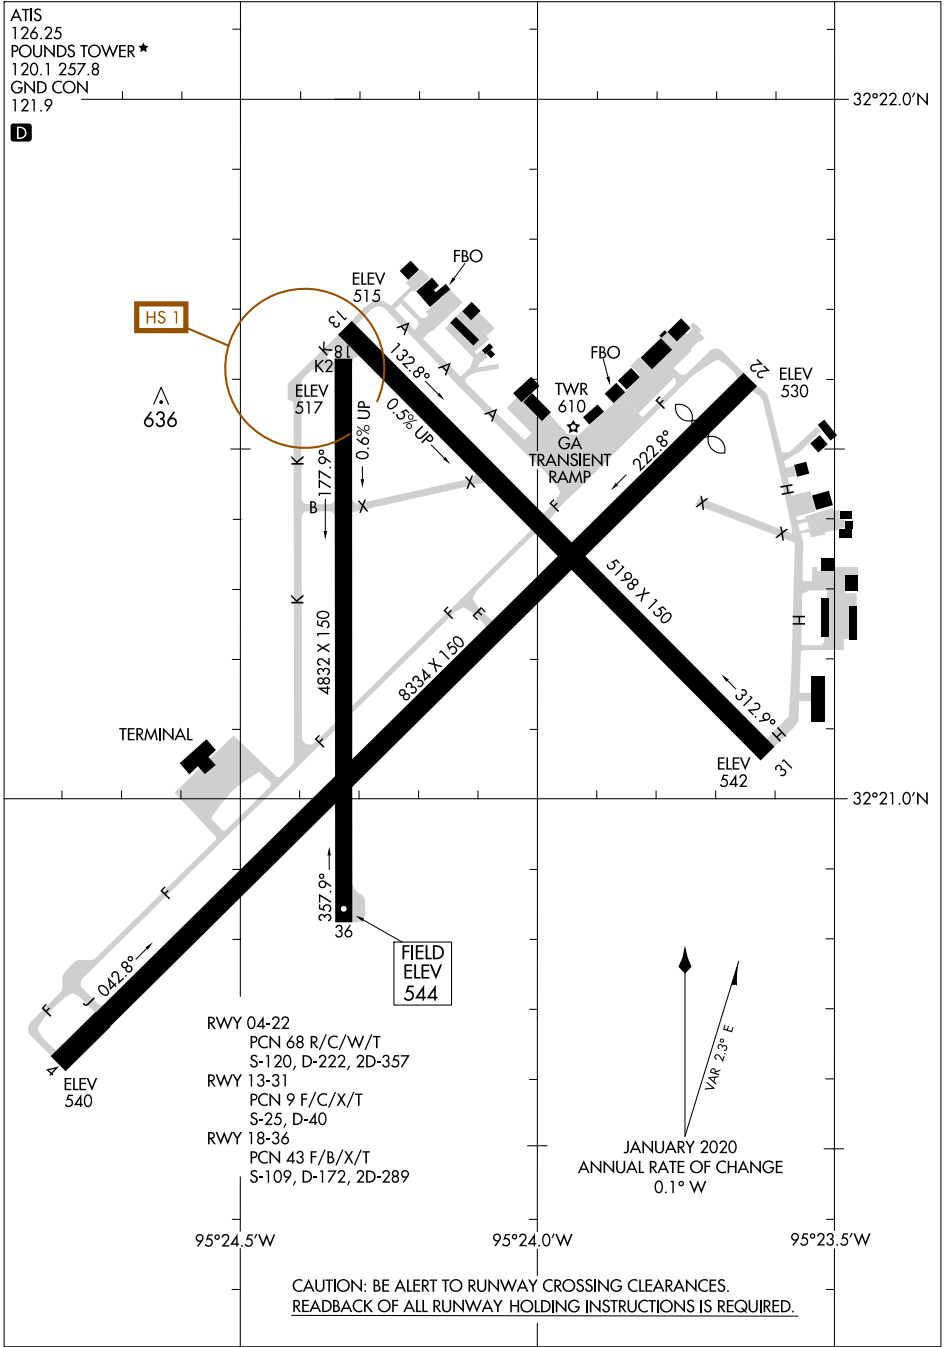 ATIS
126.25
POUNDS TOWER★
120.1 257.8
GND CON
121.9
D
32°22.0'N
FBO
ELEV
515
HS 1
13
A
K
18
K2
132.8°
A
FBO
22
ELEV
530
ELEV
517
0.5% UP
0.6% UP
A
TWR
610
F
636
GA
TRANSIENT
RAMP
222.8°
K
177.9°
X
H
B
X
F
X
X
K
5198 X 150
F
E
H
4832 X 150
8334 X 150
312.9°
H
TERMINAL
F
ELEV
542
31
32°21.0'N
F
357.9°
36
FIELD
ELEV
544
042.8°
J
F
4
ELEV
540
RWY 04-22
PCN 68 R/C/W/T
S-120, D-222, 2D-357
RWY 13-31
PCN 9 F/C/X/T
S-25, D-40
RWY 18-36
PCN 43 F/B/X/T
S-109, D-172, 2D-289
VAR 2.3° E
JANUARY 2020
ANNUAL RATE OF CHANGE
0.1° W
95°24.5'W
95°24.0'W
95°23.5'W
CAUTION: BE ALERT TO RUNWAY CROSSING CLEARANCES.
READBACK OF ALL RUNWAY HOLDING INSTRUCTIONS IS REQUIRED.